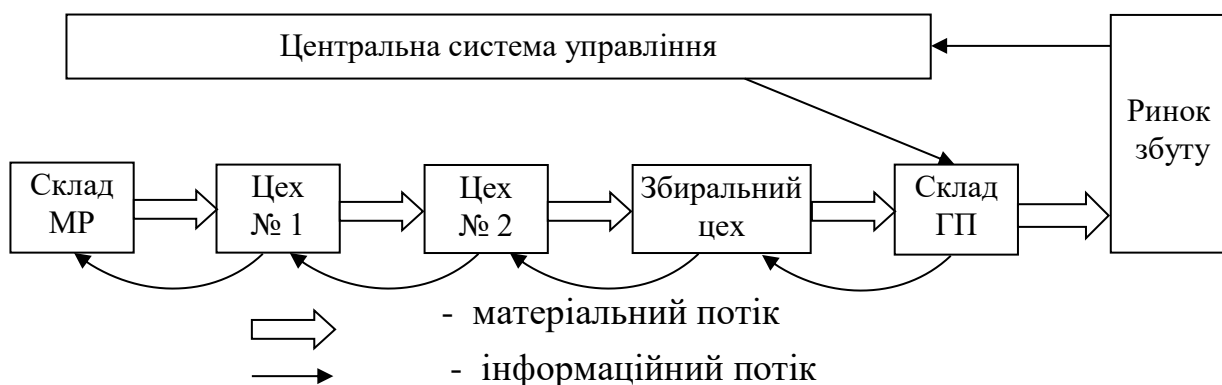 Центральна система управління
Ринок
збуту
Склад
МР
Цех
№ 1
Цех
№ 2
Збиральний
цех
Склад
ГП
- матеріальний потік
- інформаційний потік